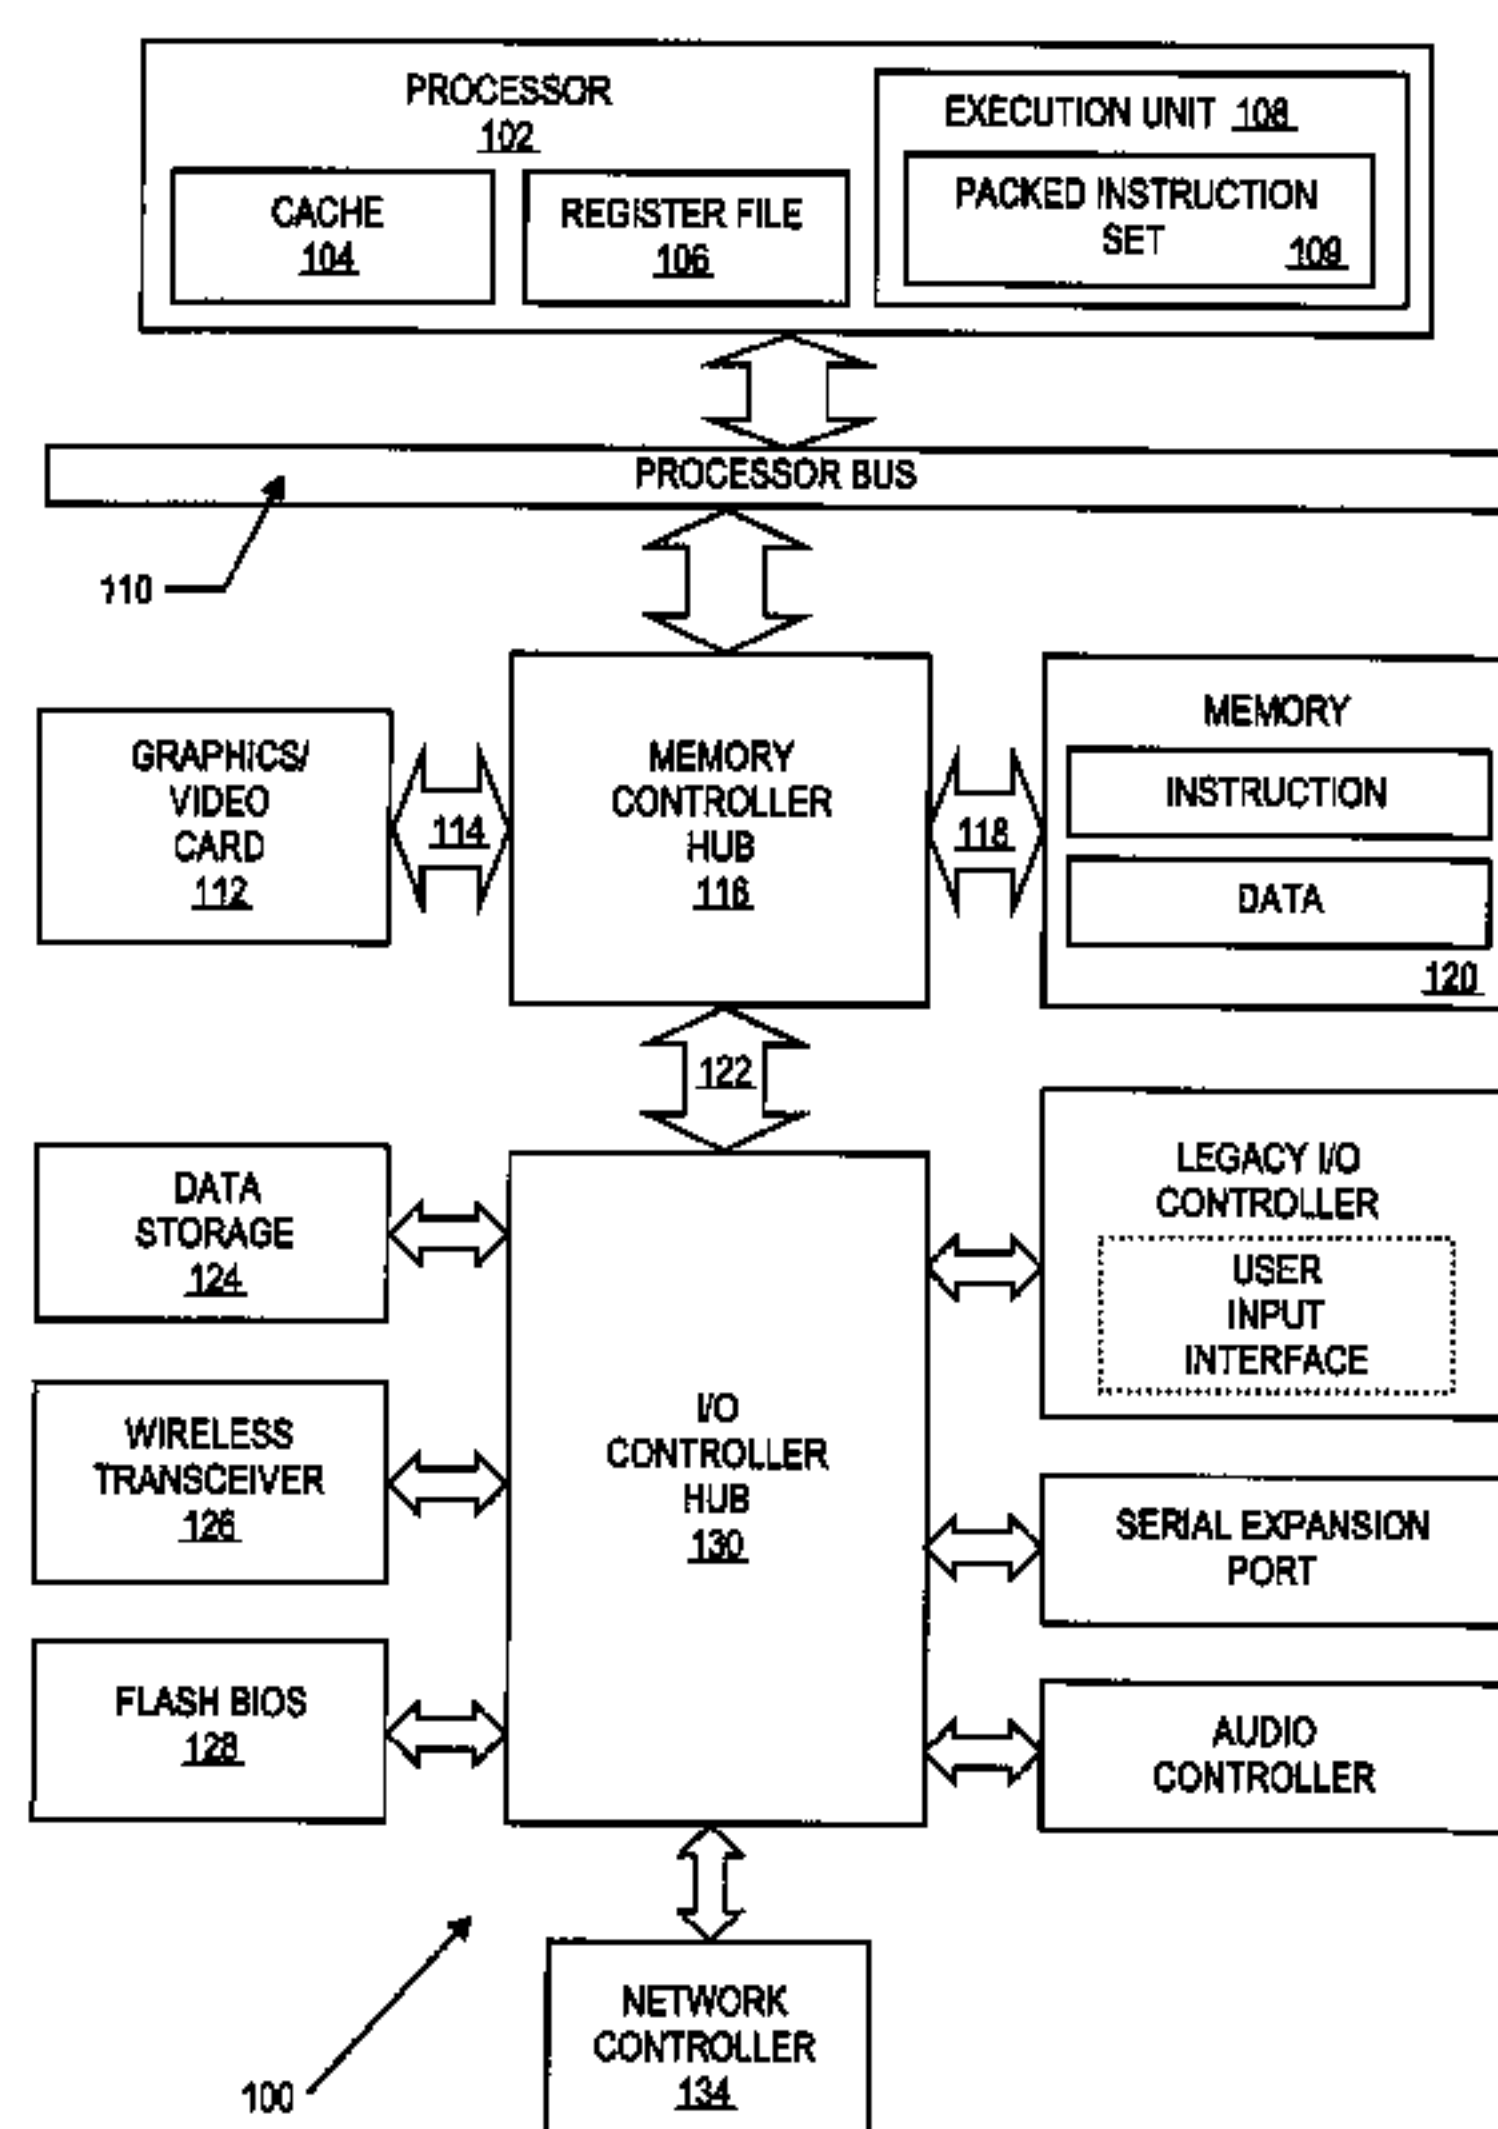 PROCESSOR
102
CACHE
104
REGISTER FILE
106
EXECUTION UNIT 108
PACKED INSTRUCTION
SET
109
PROCESSOR BUS
110
GRAPHICS/
VIDEO
CARD
112
114
MEMORY
CONTROLLER
HUB
116
118
MEMORY
INSTRUCTION
DATA
120
122
DATA
STORAGE
124
WIRELESS
TRANSCEIVER
126
FLASH BIOS
128
I/O
CONTROLLER
HUB
130
LEGACY I/O
CONTROLLER
USER
INPUT
INTERFACE
SERIAL EXPANSION
PORT
AUDIO
CONTROLLER
NETWORK
CONTROLLER
134
100